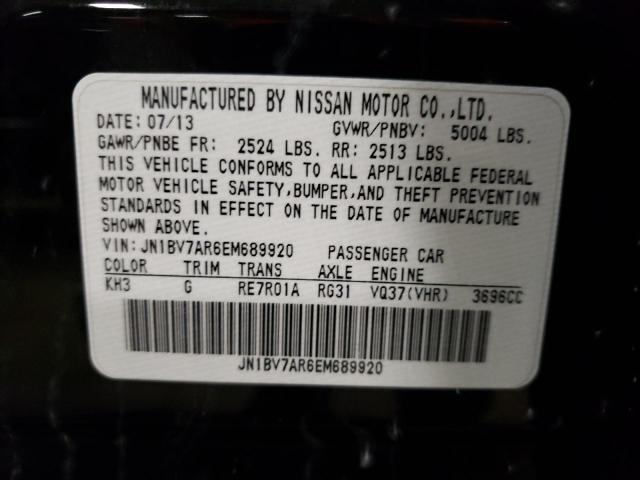 MANUFACTURED BY NISSAN MOTOR CO.,LTD.
DATE: 07/13 GVWR/PNBV: 5004 LBS.
GAWR/PNBE FR: 2524 LBS. RR: 2513 LBS.
THIS VEHICLE CONFORMS TO ALL APPLICABLE FEDERAL
MOTOR VEHICLE SAFETY,BUMPER,AND THEFT PREVENTION
STANDARDS IN EFFECT ON THE DATE OF MANUFACTURE
SHOWN ABOVE.
VIN: JN1BV7AR6EM689920 PASSENGER CAR
COLOR TRIM TRANS AXLE ENGINE
KH3 G RE7R01A RG31 VQ37(VHR) 3696CC
JN1BV7AR6EM689920